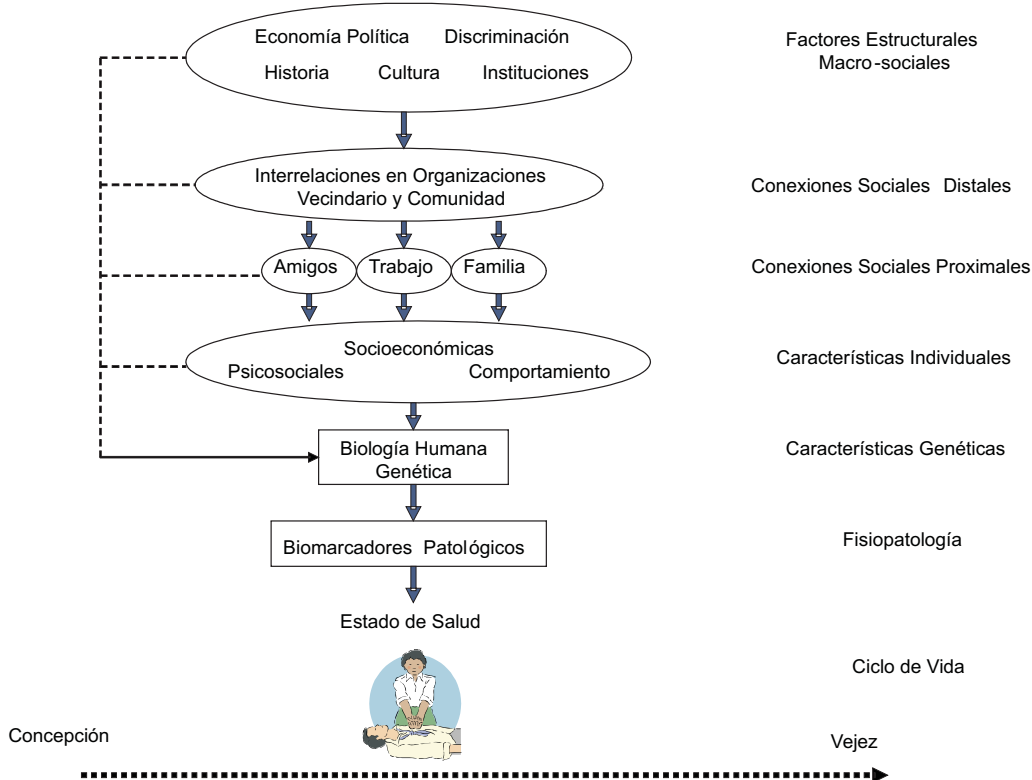 Economía Política Discriminación
Historia Cultura Instituciones
Factores Estructurales
Macro-sociales
Interrelaciones en Organizaciones
Vecindario y Comunidad
Conexiones Sociales Distales
Amigos Trabajo Familia
Conexiones Sociales Proximales
Socioeconómicas
Psicosociales Comportamiento
Características Individuales
Biología Humana
Genética
Características Genéticas
Biomarcadores Patológicos
Fisiopatología
Estado de Salud
Ciclo de Vida
Concepción
Vejez